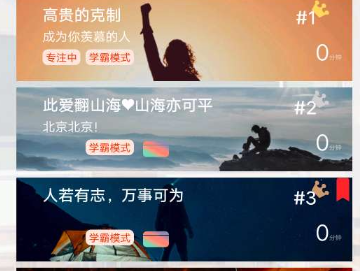 高贵的克制
#1
成为你羡慕的人
专注中 学霸模式
0分钟
此爱翻山海❤山海亦可平
#2
北京北京！
学霸模式
0分钟
人若有志，万事可为
#3
学霸模式
0分钟